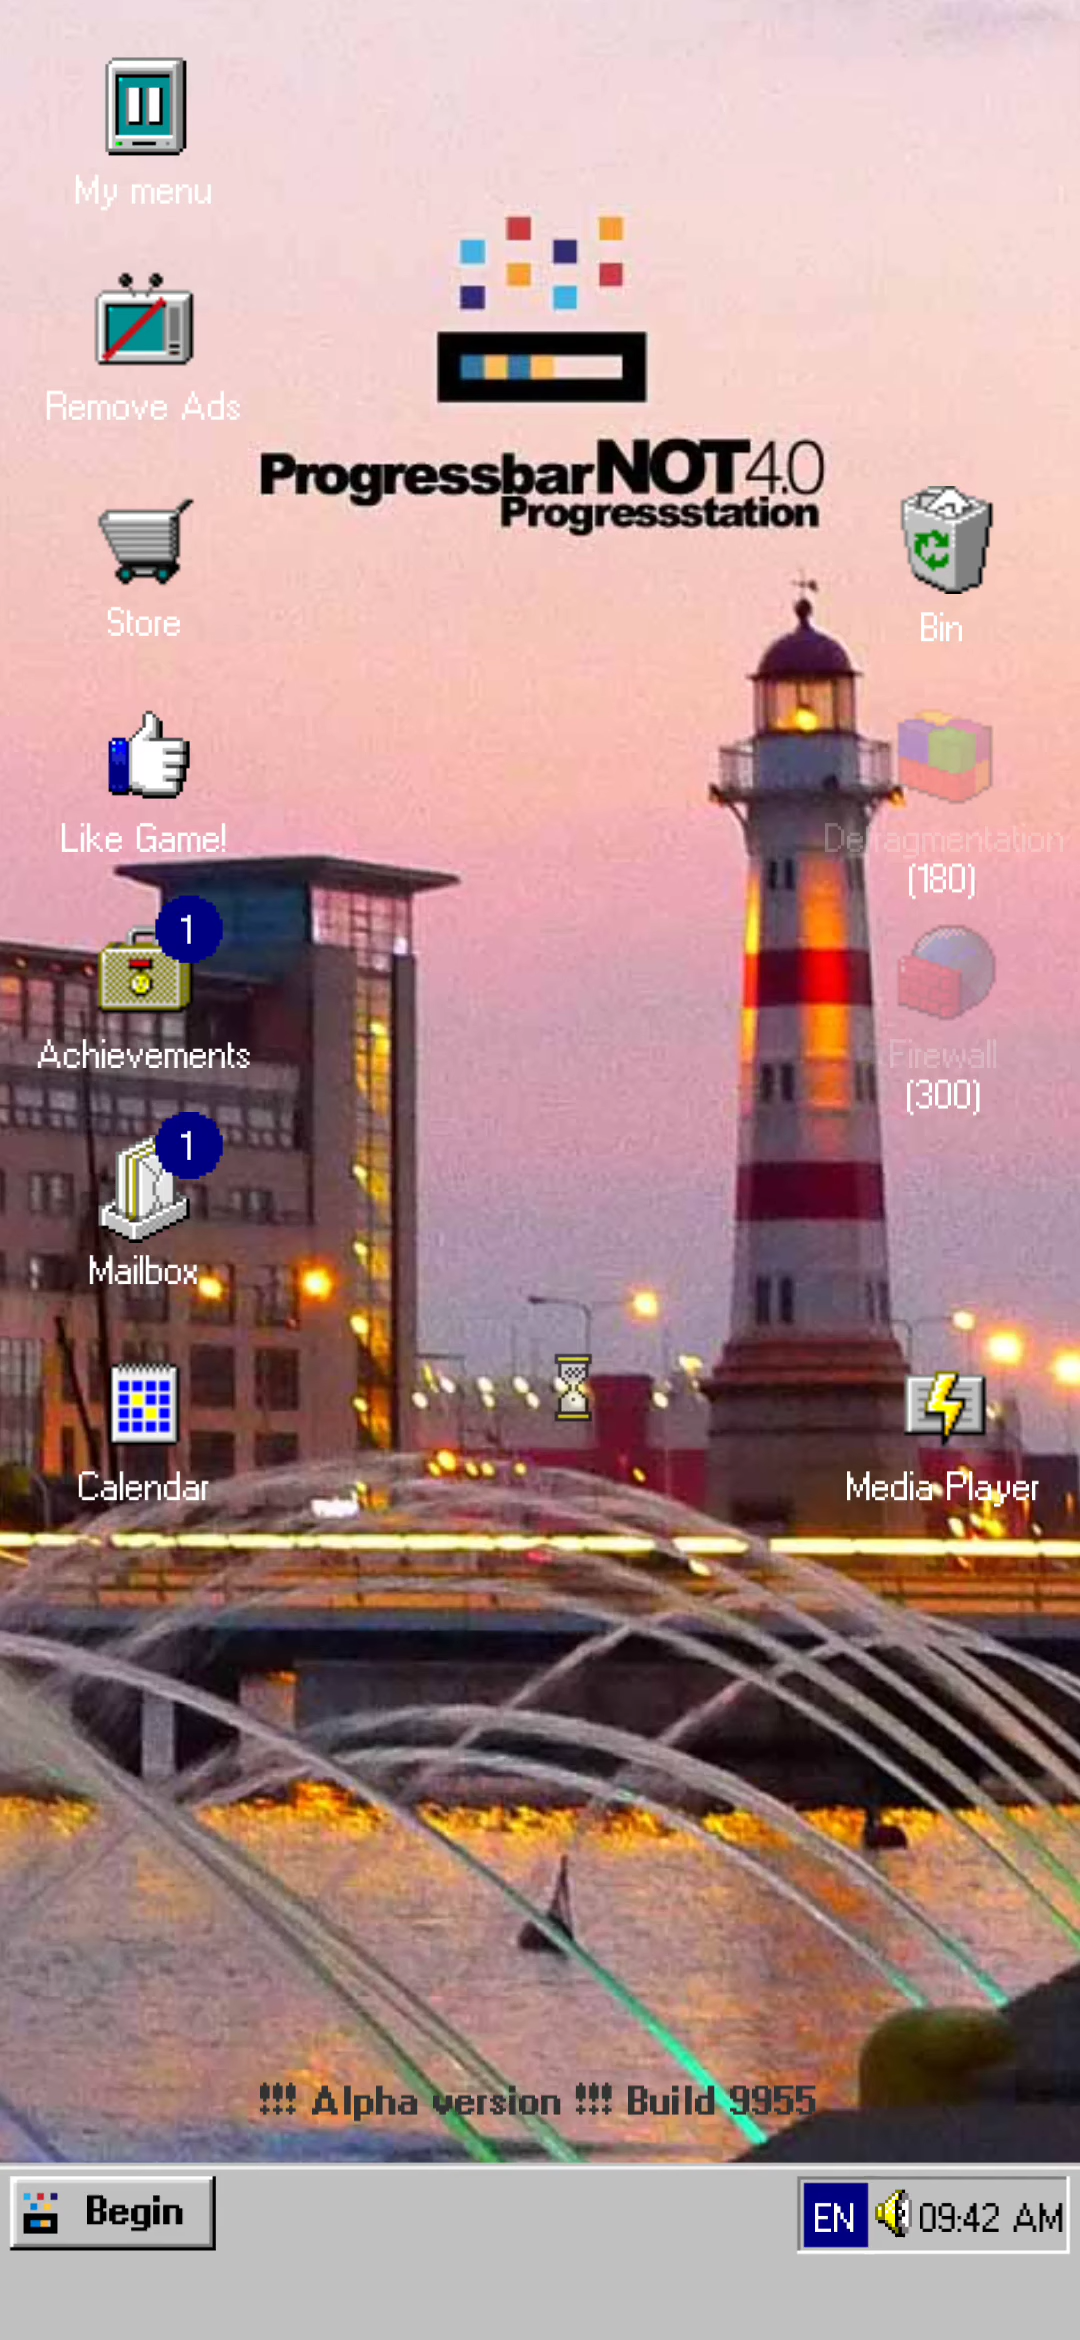 My menu
Remove Ads
ProgressbarNOT4.0
Progressstation
Store
Bin
Like Game!
Defragmentation
(180)
1
Achievements
Firewall
(300)
1
Mailbox
Calendar
Media Player
!!! Alpha version !!! Build 9955
Begin
EN
09:42 AM